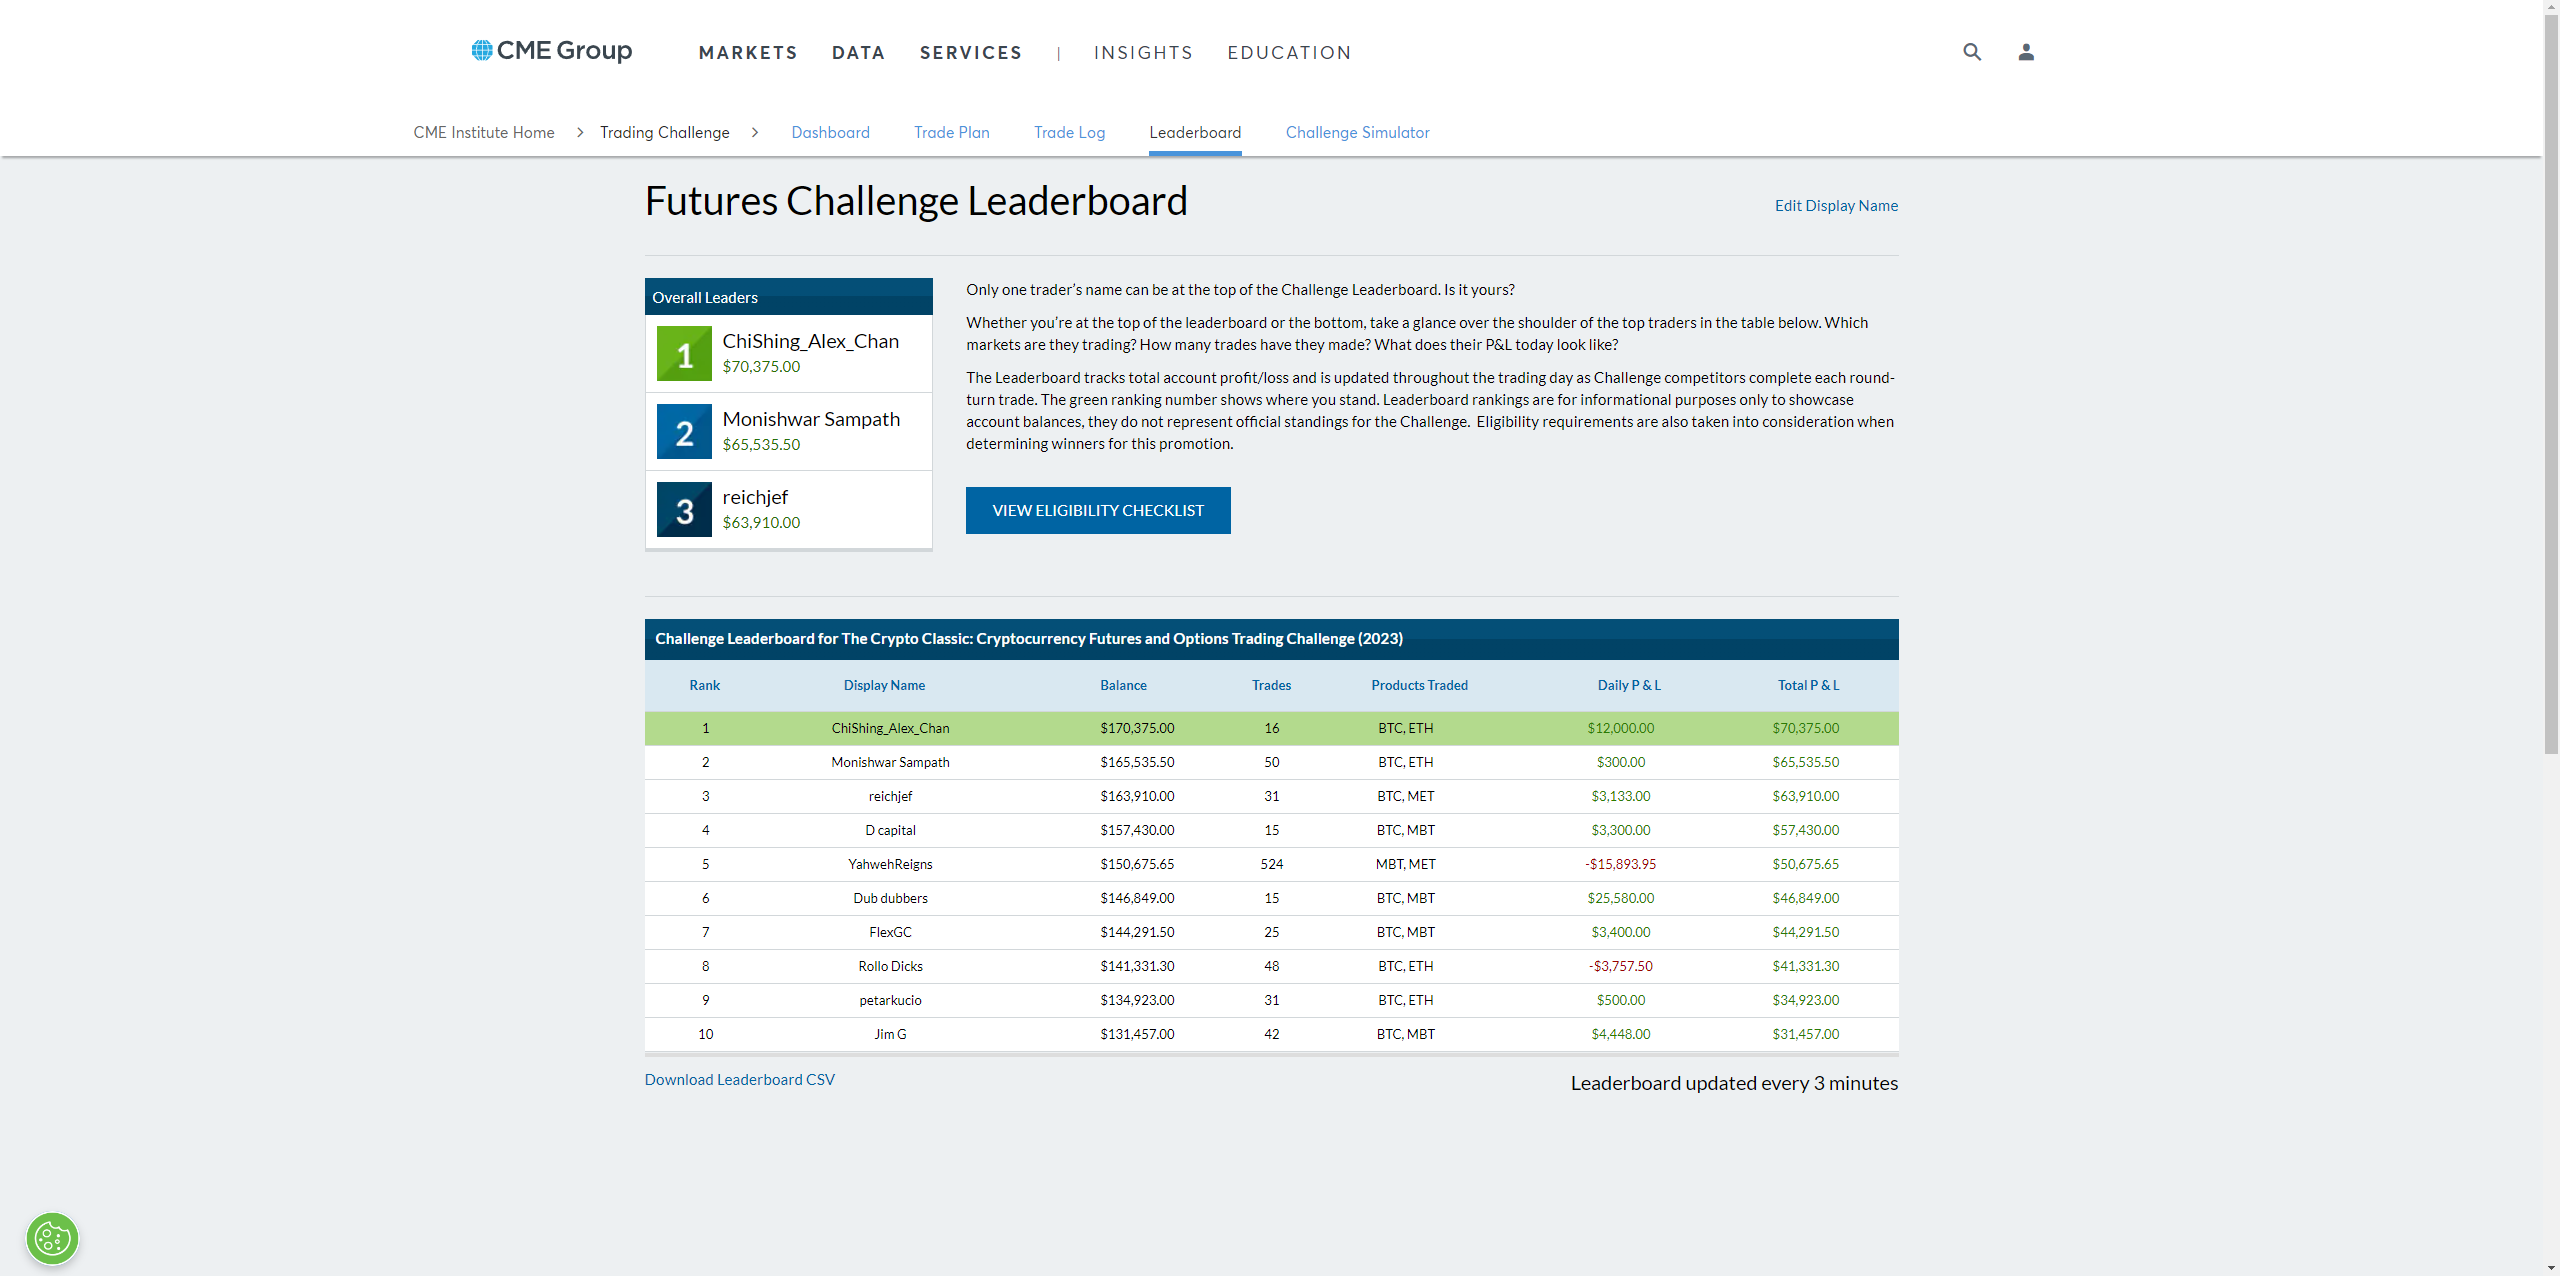 CME Group
MARKETS DATA SERVICES | INSIGHTS EDUCATION
CME Institute Home > Trading Challenge > Dashboard Trade Plan Trade Log Leaderboard Challenge Simulator
Futures Challenge Leaderboard
Edit Display Name
Overall Leaders
1 ChiShing_Alex_Chan
$70,375.00
2 Monishwar Sampath
$65,535.50
3 reichjef
$63,910.00
Only one trader’s name can be at the top of the Challenge Leaderboard. Is it yours?
Whether you’re at the top of the leaderboard or the bottom, take a glance over the shoulder of the top traders in the table below. Which
markets are they trading? How many trades have they made? What does their P&L today look like?
The Leaderboard tracks total account profit/loss and is updated throughout the trading day as Challenge competitors complete each round-
turn trade. The green ranking number shows where you stand. Leaderboard rankings are for informational purposes only to showcase
account balances, they do not represent official standings for the Challenge. Eligibility requirements are also taken into consideration when
determining winners for this promotion.
VIEW ELIGIBILITY CHECKLIST
Challenge Leaderboard for The Crypto Classic: Cryptocurrency Futures and Options Trading Challenge (2023)
Rank Display Name Balance Trades Products Traded Daily P & L Total P & L
1 ChiShing_Alex_Chan $170,375.00 16 BTC, ETH $12,000.00 $70,375.00
2 Monishwar Sampath $165,535.50 50 BTC, ETH $300.00 $65,535.50
3 reichjef $163,910.00 31 BTC, MET $3,133.00 $63,910.00
4 D capital $157,430.00 15 BTC, MBT $3,300.00 $57,430.00
5 YahwehReigns $150,675.65 524 MBT, MET -$15,893.95 $50,675.65
6 Dub dubbers $146,849.00 15 BTC, MBT $25,580.00 $46,849.00
7 FlexGC $144,291.50 25 BTC, MBT $3,400.00 $44,291.50
8 Rollo Dicks $141,331.30 48 BTC, ETH -$3,757.50 $41,331.30
9 petarkucio $134,923.00 31 BTC, ETH $500.00 $34,923.00
10 Jim G $131,457.00 42 BTC, MBT $4,448.00 $31,457.00
Download Leaderboard CSV
Leaderboard updated every 3 minutes